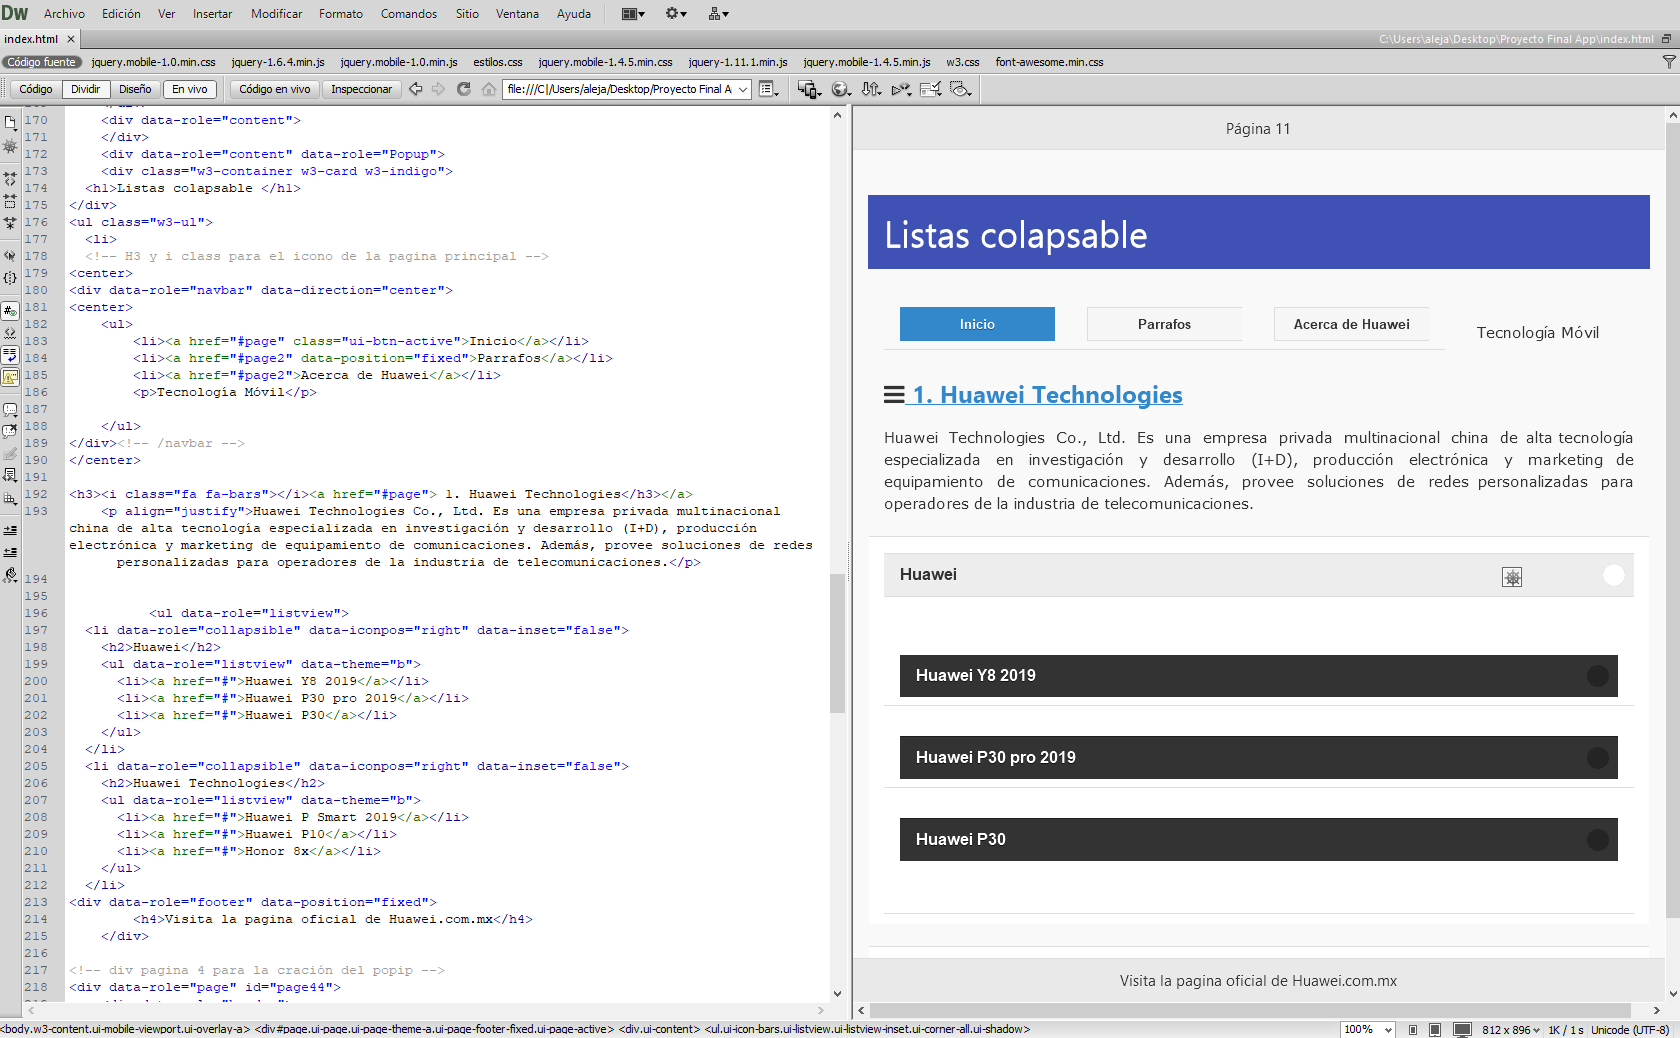 Dw Archivo Edición Ver Insertar Modificar Formato Comandos Sitio Ventana Ayuda
index.html × C:\Users\aleja\Desktop\Proyecto Final App\index.html
Código fuente jquery.mobile-1.0.min.css jquery-1.6.4.min.js jquery.mobile-1.0.min.js estilos.css jquery.mobile-1.4.5.min.css jquery-1.11.1.min.js jquery.mobile-1.4.5.min.js w3.css font-awesome.min.css
Código Dividir Diseño En vivo Código en vivo Inspeccionar file:///C|/Users/aleja/Desktop/Proyecto Final A
170 <div data-role="content">
171 </div>
172 <div data-role="content" data-role="Popup">
173 <div class="w3-container w3-card w3-indigo">
174 <h1>Listas colapsable </h1>
175 </div>
176 <ul class="w3-ul">
177 <li>
178 <!-- H3 y i class para el icono de la pagina principal -->
179 <center>
180 <div data-role="navbar" data-direction="center">
181 <center>
182 <ul>
183 <li><a href="#page" class="ui-btn-active">Inicio</a></li>
184 <li><a href="#page2" data-position="fixed">Parrafos</a></li>
185 <li><a href="#page2">Acerca de Huawei</a></li>
186 <p>Tecnología Móvil</p>
187
188 </ul>
189 </div><!-- /navbar -->
190 </center>
191
192 <h3><i class="fa fa-bars"></i><a href="#page"> 1. Huawei Technologies</h3></a>
193 <p align="justify">Huawei Technologies Co., Ltd. Es una empresa privada multinacional
china de alta tecnología especializada en investigación y desarrollo (I+D), producción
electrónica y marketing de equipamiento de comunicaciones. Además, provee soluciones de redes
personalizadas para operadores de la industria de telecomunicaciones.</p>
194
195
196 <ul data-role="listview">
197 <li data-role="collapsible" data-iconpos="right" data-inset="false">
198 <h2>Huawei</h2>
199 <ul data-role="listview" data-theme="b">
200 <li><a href="#">Huawei Y8 2019</a></li>
201 <li><a href="#">Huawei P30 pro 2019</a></li>
202 <li><a href="#">Huawei P30</a></li>
203 </ul>
204 </li>
205 <li data-role="collapsible" data-iconpos="right" data-inset="false">
206 <h2>Huawei Technologies</h2>
207 <ul data-role="listview" data-theme="b">
208 <li><a href="#">Huawei P Smart 2019</a></li>
209 <li><a href="#">Huawei P10</a></li>
210 <li><a href="#">Honor 8x</a></li>
211 </ul>
212 </li>
213 <div data-role="footer" data-position="fixed">
214 <h4>Visita la pagina oficial de Huawei.com.mx</h4>
215 </div>
216
217 <!-- div pagina 4 para la cración del popip -->
218 <div data-role="page" id="page44">
Página 11
Listas colapsable
Inicio Parrafos Acerca de Huawei Tecnología Móvil
1. Huawei Technologies
Huawei Technologies Co., Ltd. Es una empresa privada multinacional china de alta tecnología
especializada en investigación y desarrollo (I+D), producción electrónica y marketing de
equipamiento de comunicaciones. Además, provee soluciones de redes personalizadas para
operadores de la industria de telecomunicaciones.
Huawei
Huawei Y8 2019
Huawei P30 pro 2019
Huawei P30
Visita la pagina oficial de Huawei.com.mx
<body.w3-content.ui-mobile-viewport.ui-overlay-a> <div#page.ui-page.ui-page-theme-a.ui-page-footer-fixed.ui-page-active> <div.ui-content> <ul.ui-icon-bars.ui-listview.ui-listview-inset.ui-corner-all.ui-shadow> 100% 812 x 896 1K / 1 s Unicode (UTF-8)